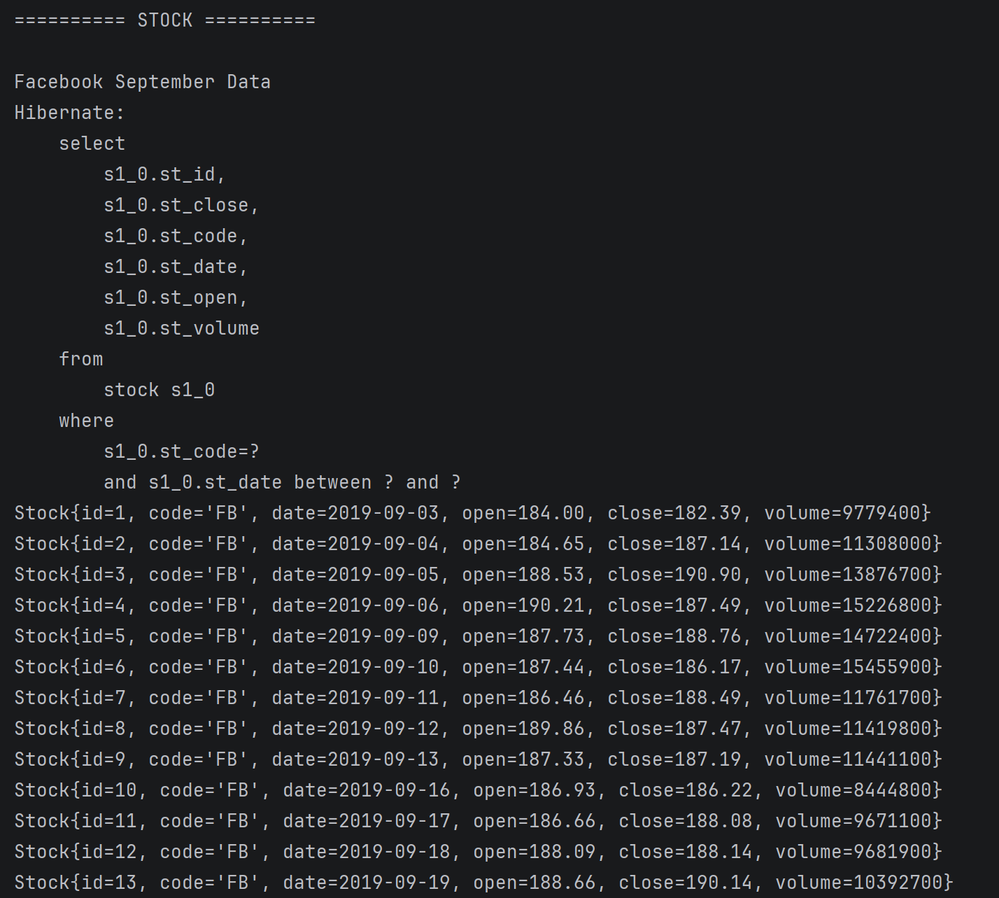 ========== STOCK ==========
Facebook September Data
Hibernate:
    select
        s1_0.st_id,
        s1_0.st_close,
        s1_0.st_code,
        s1_0.st_date,
        s1_0.st_open,
        s1_0.st_volume
    from
        stock s1_0
    where
        s1_0.st_code=?
        and s1_0.st_date between ? and ?
Stock{id=1, code='FB', date=2019-09-03, open=184.00, close=182.39, volume=9779400}
Stock{id=2, code='FB', date=2019-09-04, open=184.65, close=187.14, volume=11308000}
Stock{id=3, code='FB', date=2019-09-05, open=188.53, close=190.90, volume=13876700}
Stock{id=4, code='FB', date=2019-09-06, open=190.21, close=187.49, volume=15226800}
Stock{id=5, code='FB', date=2019-09-09, open=187.73, close=188.76, volume=14722400}
Stock{id=6, code='FB', date=2019-09-10, open=187.44, close=186.17, volume=15455900}
Stock{id=7, code='FB', date=2019-09-11, open=186.46, close=188.49, volume=11761700}
Stock{id=8, code='FB', date=2019-09-12, open=189.86, close=187.47, volume=11419800}
Stock{id=9, code='FB', date=2019-09-13, open=187.33, close=187.19, volume=11441100}
Stock{id=10, code='FB', date=2019-09-16, open=186.93, close=186.22, volume=8444800}
Stock{id=11, code='FB', date=2019-09-17, open=186.66, close=188.08, volume=9671100}
Stock{id=12, code='FB', date=2019-09-18, open=188.09, close=188.14, volume=9681900}
Stock{id=13, code='FB', date=2019-09-19, open=188.66, close=190.14, volume=10392700}